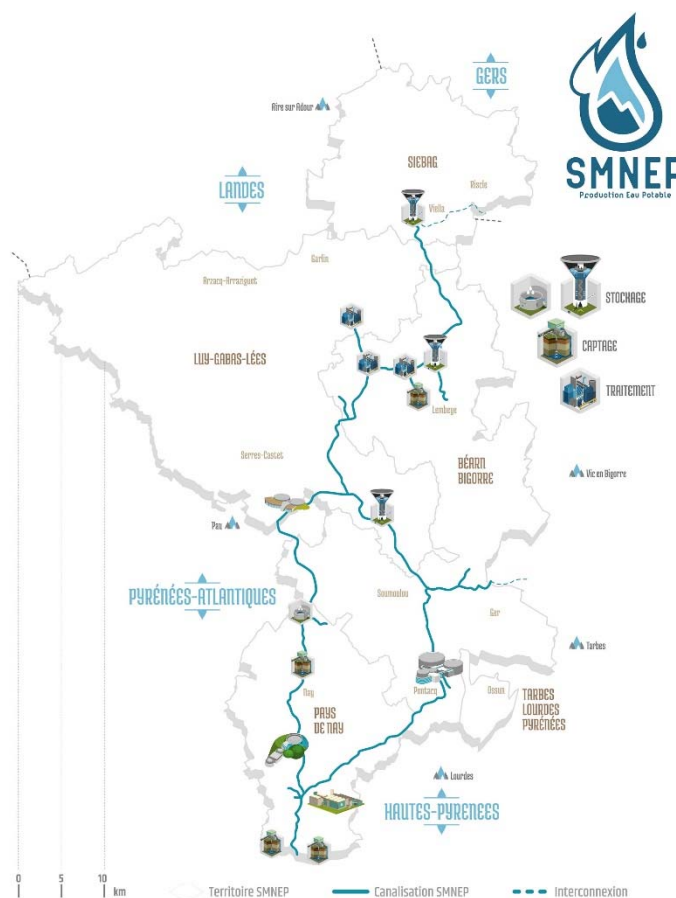 GERS
Aire sur Adour
SMNEP
Production Eau Potable
SIEBAG
Riscle
LANDES
Viella
Garlin
Arzacq-Arraziguet
STOCKAGE
CAPTAGE
LUY-GABAS-LÉES
TRAITEMENT
Lembeye
Serres-Castet
BÉARN
BIGORRE
Vic en Bigorre
Pau
PYRÉNÉES-ATLANTIQUES
Soumoulou
Ger
Tarbes
Nay
Pontacq
Ossun
TARBES
LOURDES
PYRÉNÉES
PAYS
DE NAY
Lourdes
HAUTES-PYRENEES
0 5 10
km
Territoire SMNEP
Canalisation SMNEP
Interconnexion